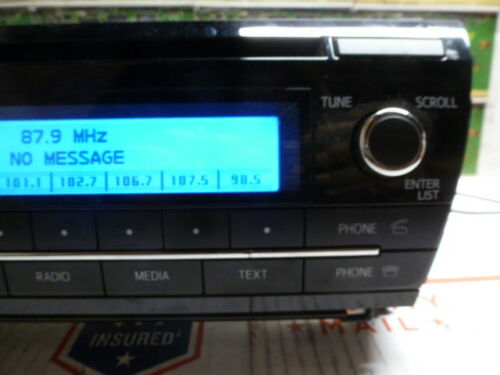 TUNE SCROLL
87.9 MHz
NO MESSAGE
101.1 102.7 106.7 107.5 98.5
ENTER
LIST
PHONE
RADIO MEDIA TEXT PHONE
INSURED
MAIL